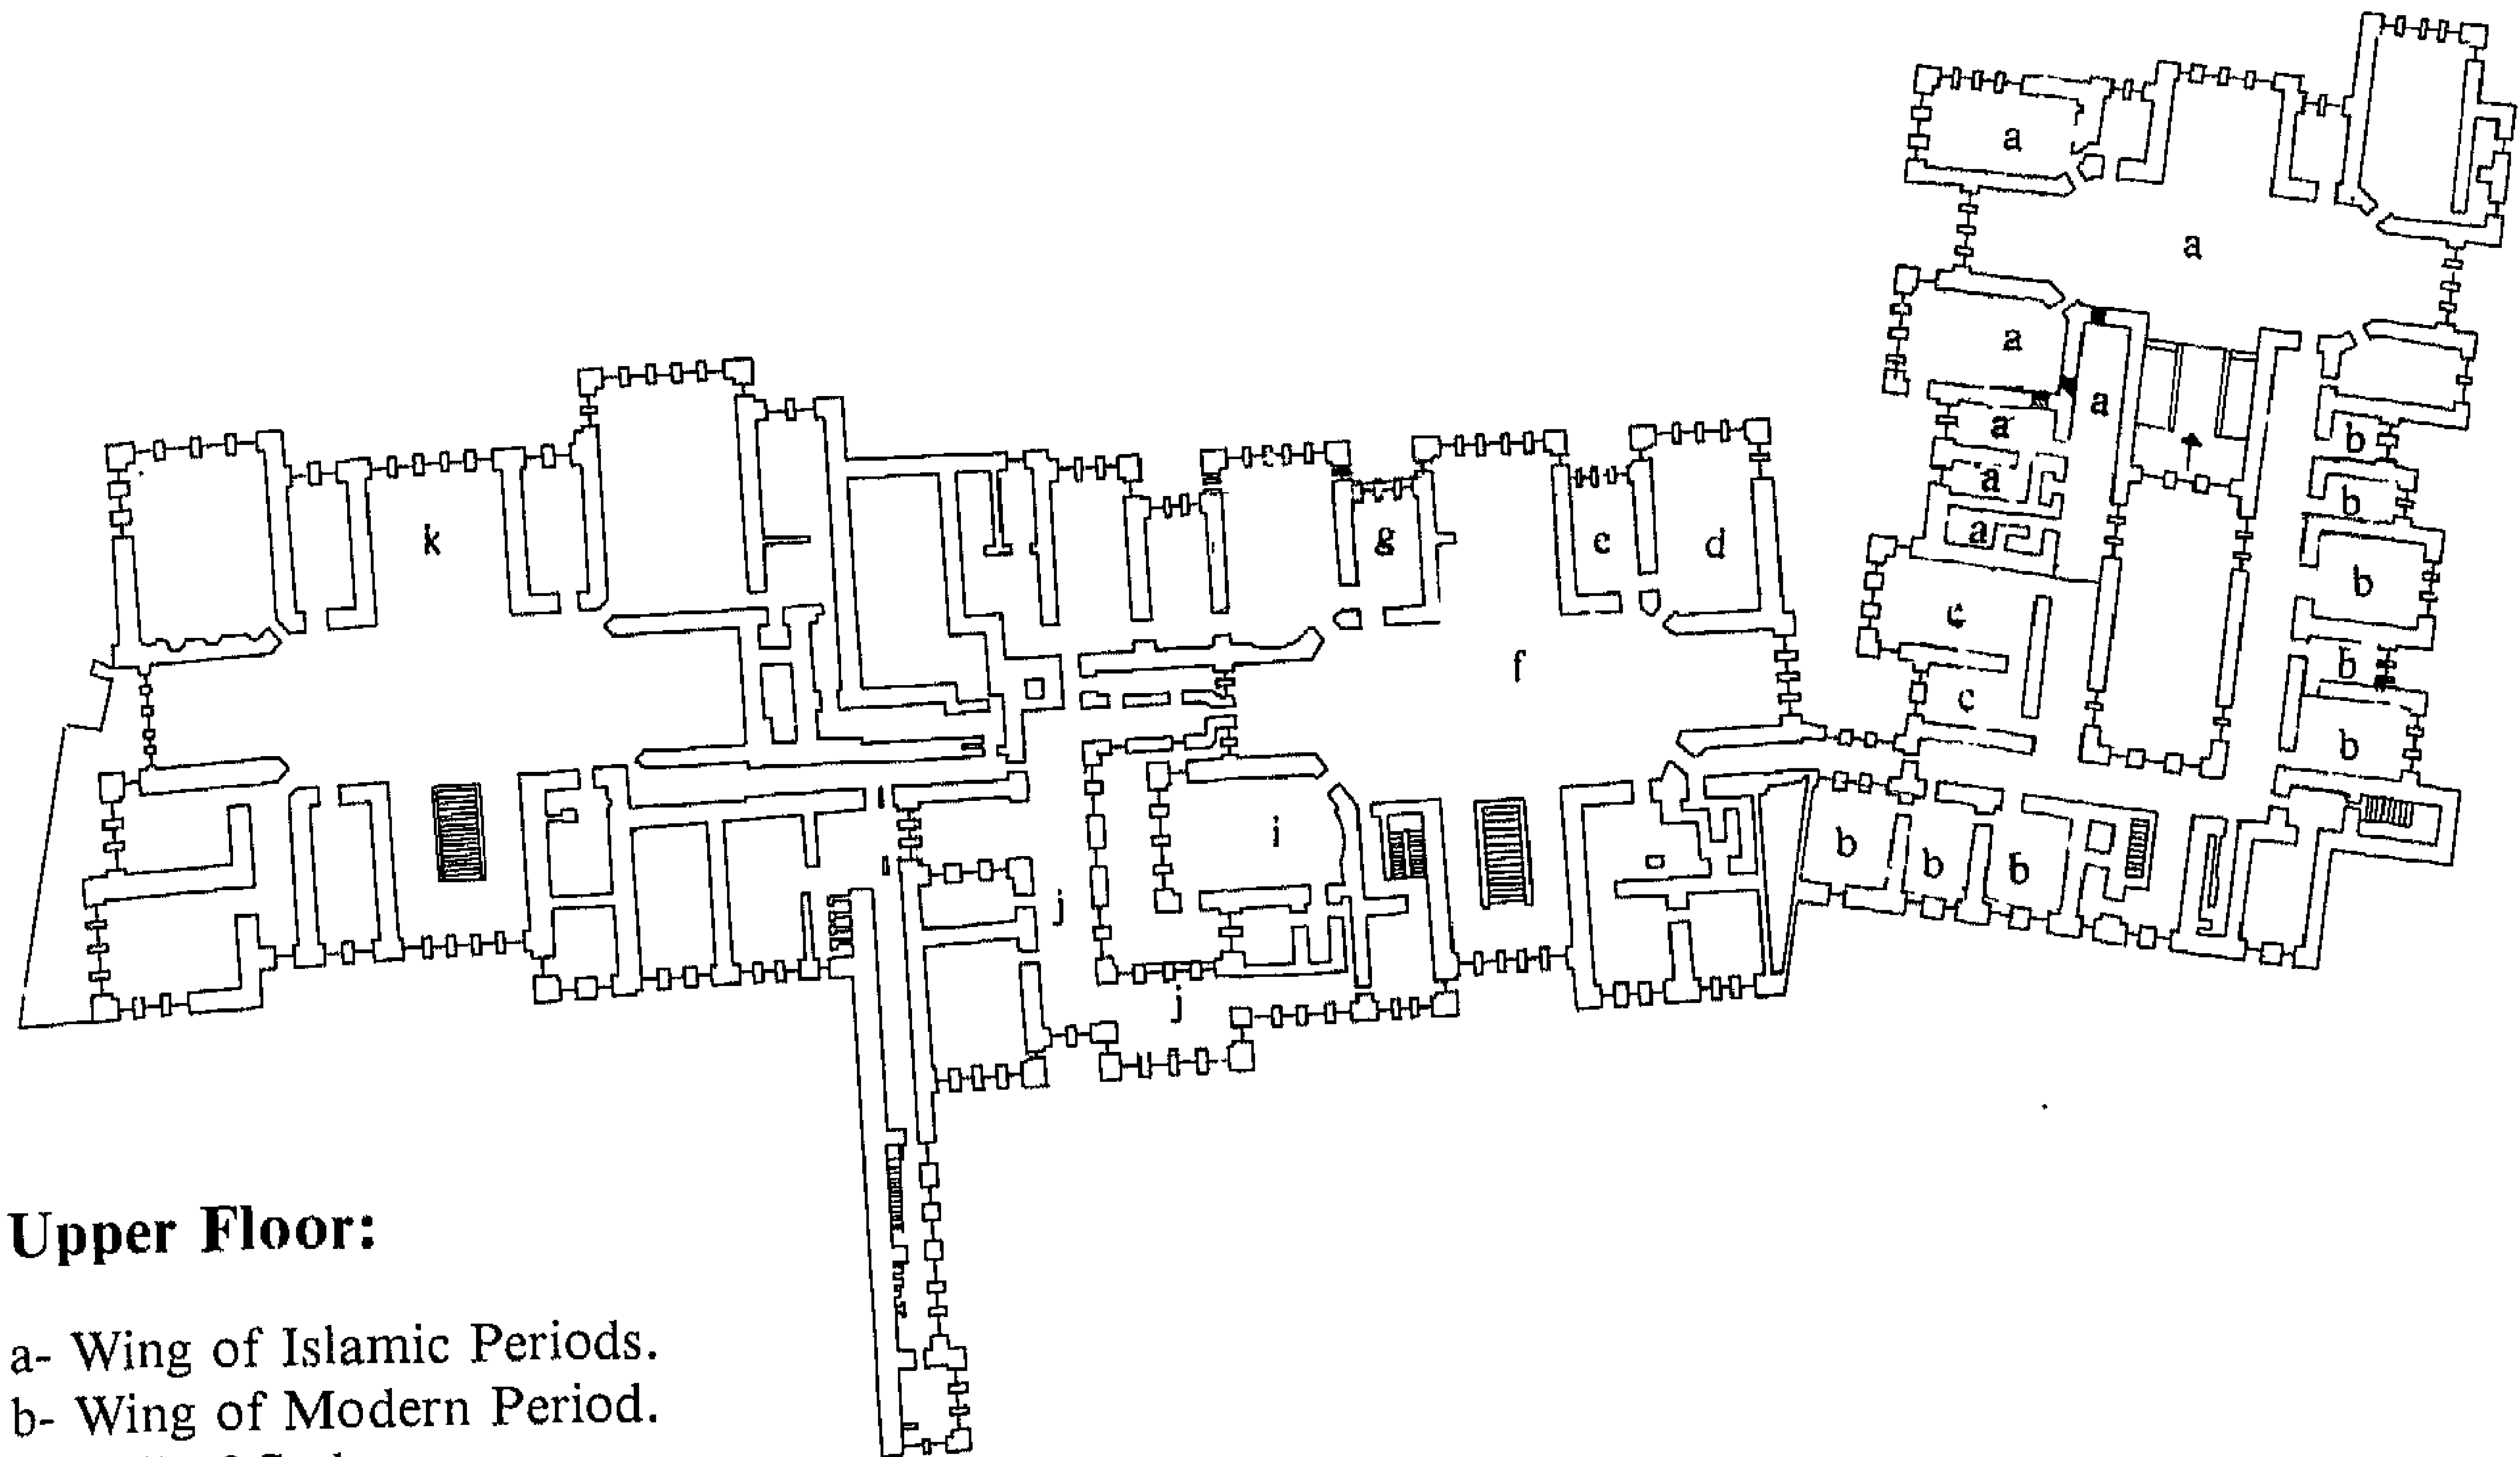 a
a
a
a
a
a
b
a
b
k
g
e
d
a
b
c
f
b
c
b
l
i
b
b
b
j
j
Upper Floor:
a- Wing of Islamic Periods.
b- Wing of Modern Period.